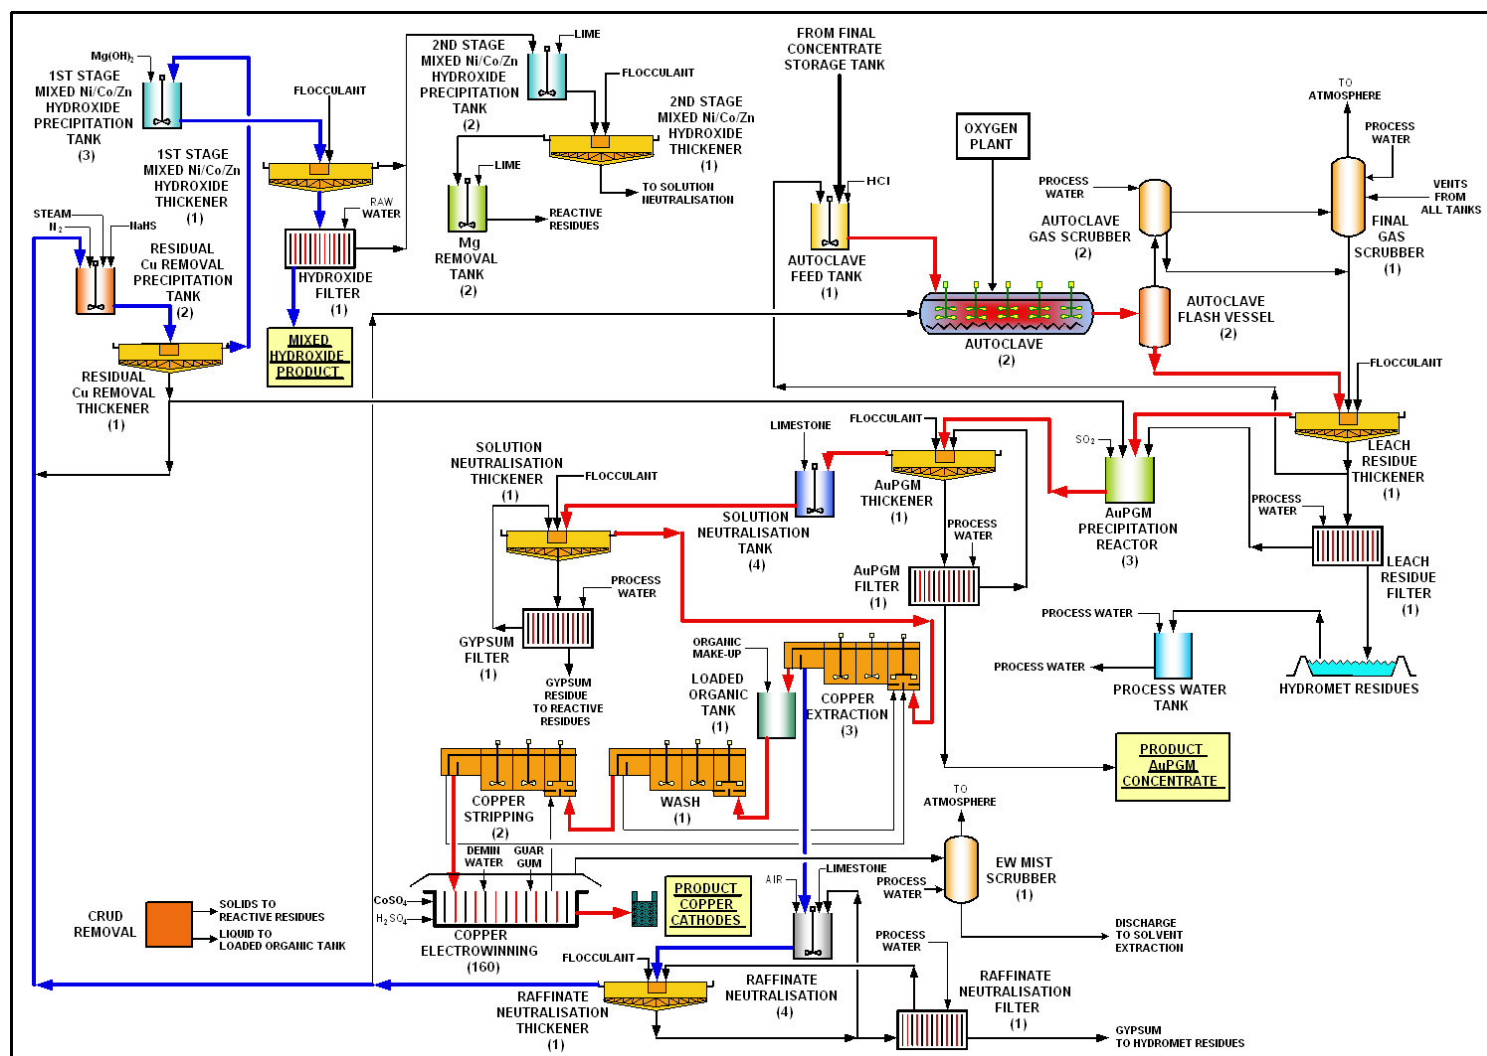 Mg(OH)2
1ST STAGE
MIXED Ni/Co/Zn
HYDROXIDE
PRECIPITATION
TANK
(3)
FLOCCULANT
1ST STAGE
MIXED Ni/Co/Zn
HYDROXIDE
THICKENER
(1)
2ND STAGE
MIXED Ni/Co/Zn
HYDROXIDE
PRECIPITATION
TANK
(2)
LIME
FLOCCULANT
2ND STAGE
MIXED Ni/Co/Zn
HYDROXIDE
THICKENER
(1)
TO SOLUTION
NEUTRALISATION
LIME
REACTIVE
RESIDUES
Mg
REMOVAL
TANK
(2)
RAW
WATER
HYDROXIDE
FILTER
(1)
MIXED
HYDROXIDE
PRODUCT
STEAM
N2
NaHS
RESIDUAL
Cu REMOVAL
PRECIPITATION
TANK
(2)
RESIDUAL
Cu REMOVAL
THICKENER
(1)
FROM FINAL
CONCENTRATE
STORAGE TANK
HCl
AUTOCLAVE
FEED TANK
(1)
OXYGEN
PLANT
AUTOCLAVE
(2)
PROCESS
WATER
AUTOCLAVE
GAS SCRUBBER
(2)
AUTOCLAVE
FLASH VESSEL
(2)
TO
ATMOSPHERE
PROCESS
WATER
VENTS
FROM
ALL TANKS
FINAL
GAS
SCRUBBER
(1)
FLOCCULANT
LEACH
RESIDUE
THICKENER
(1)
SO2
AuPGM
PRECIPITATION
REACTOR
(3)
PROCESS
WATER
LEACH
RESIDUE
FILTER
(1)
FLOCCULANT
AuPGM
THICKENER
(1)
PROCESS
WATER
AuPGM
FILTER
(1)
LIMESTONE
SOLUTION
NEUTRALISATION
TANK
(4)
SOLUTION
NEUTRALISATION
THICKENER
(1)
FLOCCULANT
PROCESS
WATER
GYPSUM
FILTER
(1)
GYPSUM
RESIDUE
TO REACTIVE
RESIDUES
PROCESS WATER
PROCESS WATER
PROCESS WATER
TANK
(1)
HYDROMET RESIDUES
ORGANIC
MAKE-UP
LOADED
ORGANIC
TANK
(1)
COPPER
EXTRACTION
(3)
COPPER
STRIPPING
(2)
WASH
(1)
PRODUCT
AuPGM
CONCENTRATE
DEMIN
WATER
GUAR
GUM
CoSO4
H2SO4
COPPER
ELECTROWINNING
(160)
PRODUCT
COPPER
CATHODES
TO
ATMOSPHERE
PROCESS
WATER
EW MIST
SCRUBBER
(1)
DISCHARGE
TO SOLVENT
EXTRACTION
AIR
LIMESTONE
RAFFINATE
NEUTRALISATION
(4)
PROCESS
WATER
RAFFINATE
NEUTRALISATION
FILTER
(1)
GYPSUM
TO HYDROMET RESIDUES
FLOCCULANT
RAFFINATE
NEUTRALISATION
THICKENER
(1)
CRUD
REMOVAL
SOLIDS TO
REACTIVE RESIDUES
LIQUID TO
LOADED ORGANIC TANK